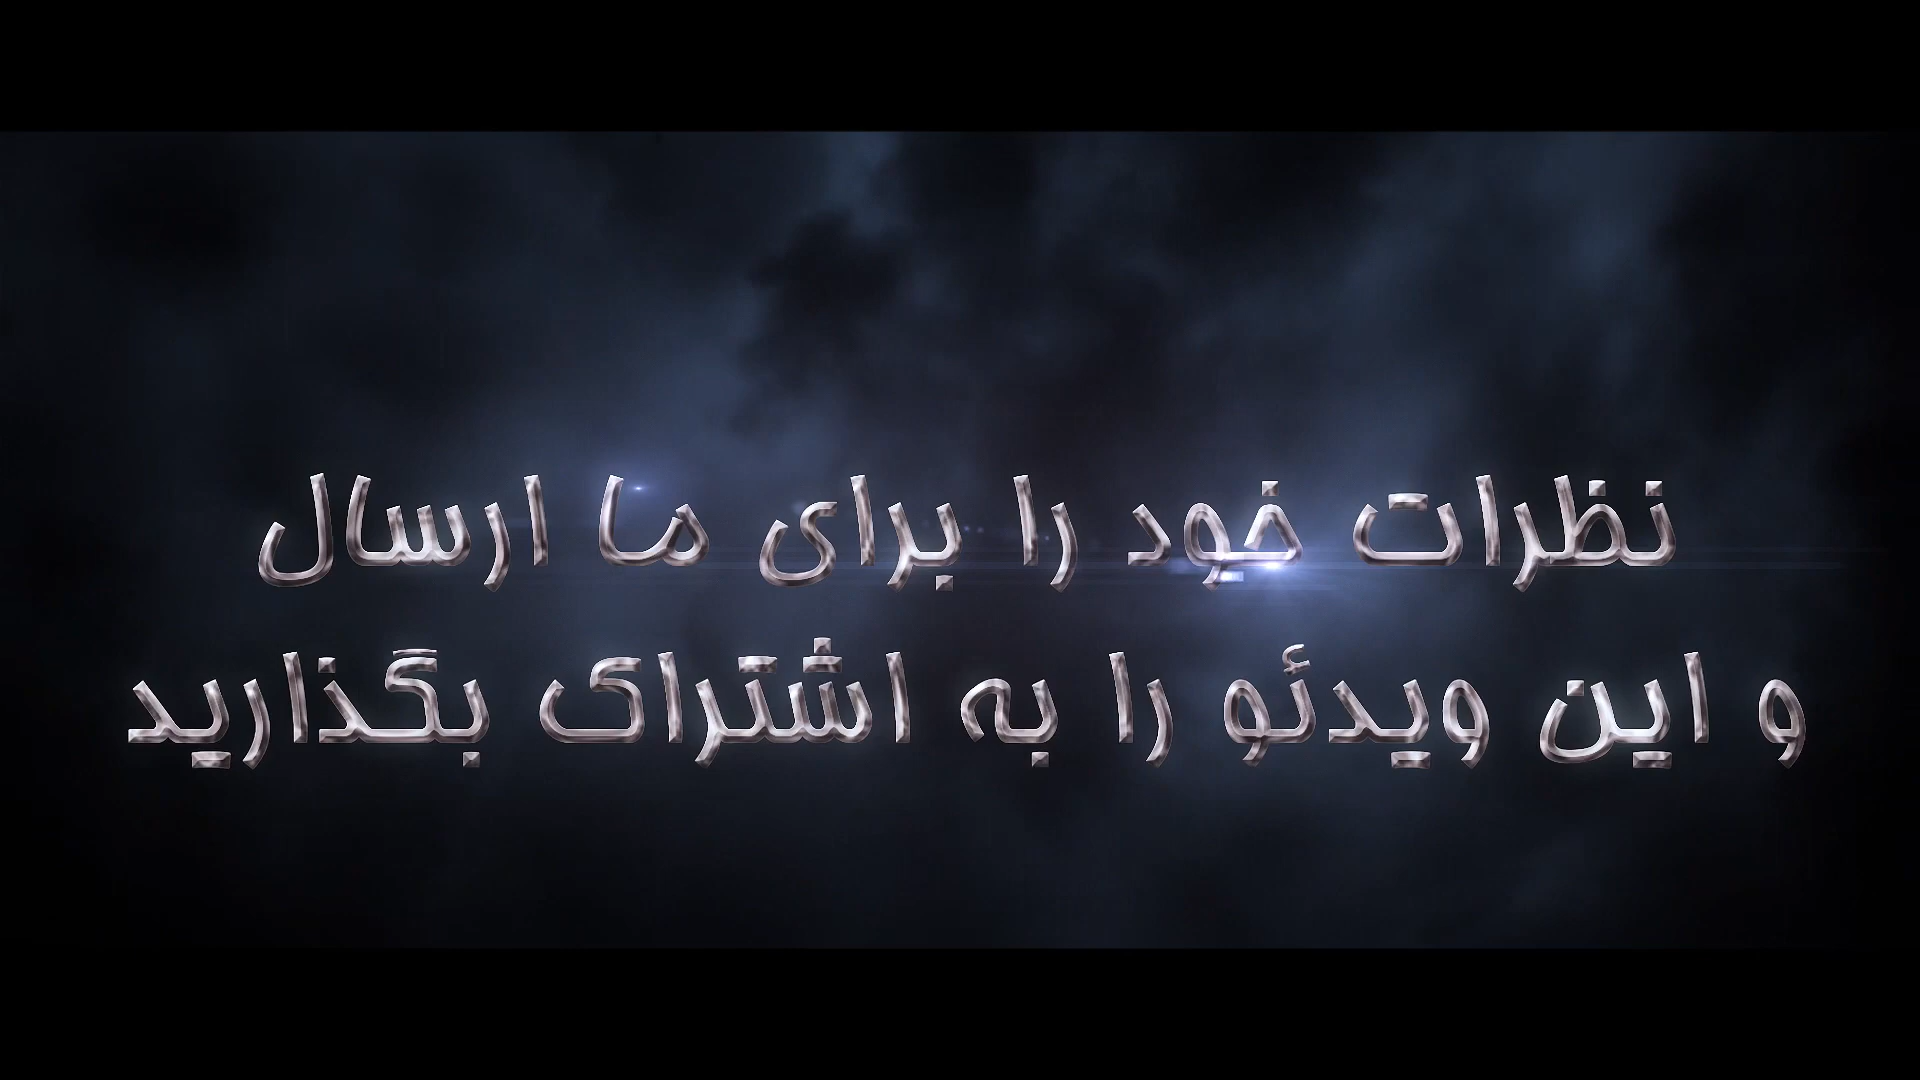 نظرات خود را برای ما ارسال
و این ویدئو را به اشتراک بگذارید